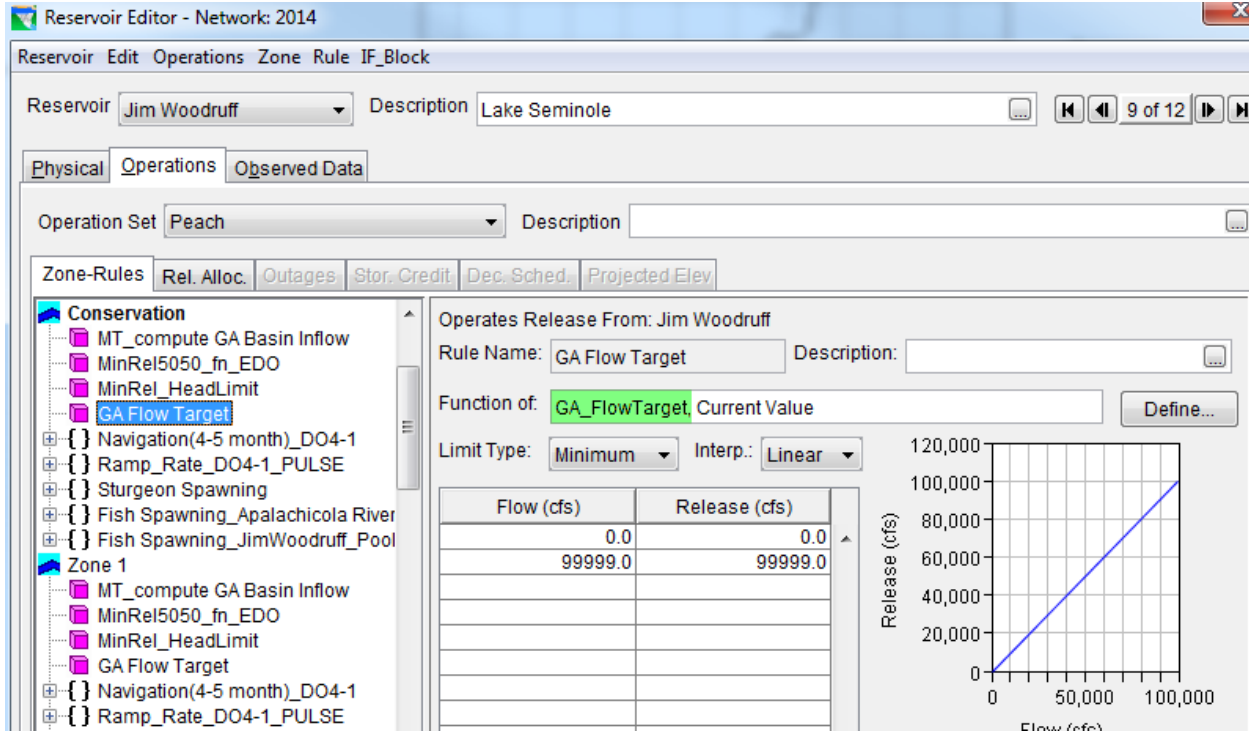 Reservoir Editor - Network: 2014
X
Reservoir Edit Operations Zone Rule IF_Block
Reservoir Jim Woodruff Description Lake Seminole ... 9 of 12
Physical Operations Observed Data
Operation Set Peach Description ...
Zone-Rules Rel. Alloc. Outages Stor. Credit Dec. Sched. Projected Elev
Conservation
MT_compute GA Basin Inflow
MinRel5050_fn_EDO
MinRel_HeadLimit
GA Flow Target
{ } Navigation(4-5 month)_DO4-1
{ } Ramp_Rate_DO4-1_PULSE
{ } Sturgeon Spawning
{ } Fish Spawning_Apalachicola River
{ } Fish Spawning_JimWoodruff_Pool
Zone 1
MT_compute GA Basin Inflow
MinRel5050_fn_EDO
MinRel_HeadLimit
GA Flow Target
{ } Navigation(4-5 month)_DO4-1
{ } Ramp_Rate_DO4-1_PULSE
Operates Release From: Jim Woodruff
Rule Name: GA Flow Target Description: ...
Function of: GA_FlowTarget, Current Value Define...
Limit Type: Minimum Interp.: Linear
Flow (cfs) Release (cfs)
0.0 0.0
99999.0 99999.0
Release (cfs)
120,000
100,000
80,000
60,000
40,000
20,000
0
0 50,000 100,000
Flow (cfs)